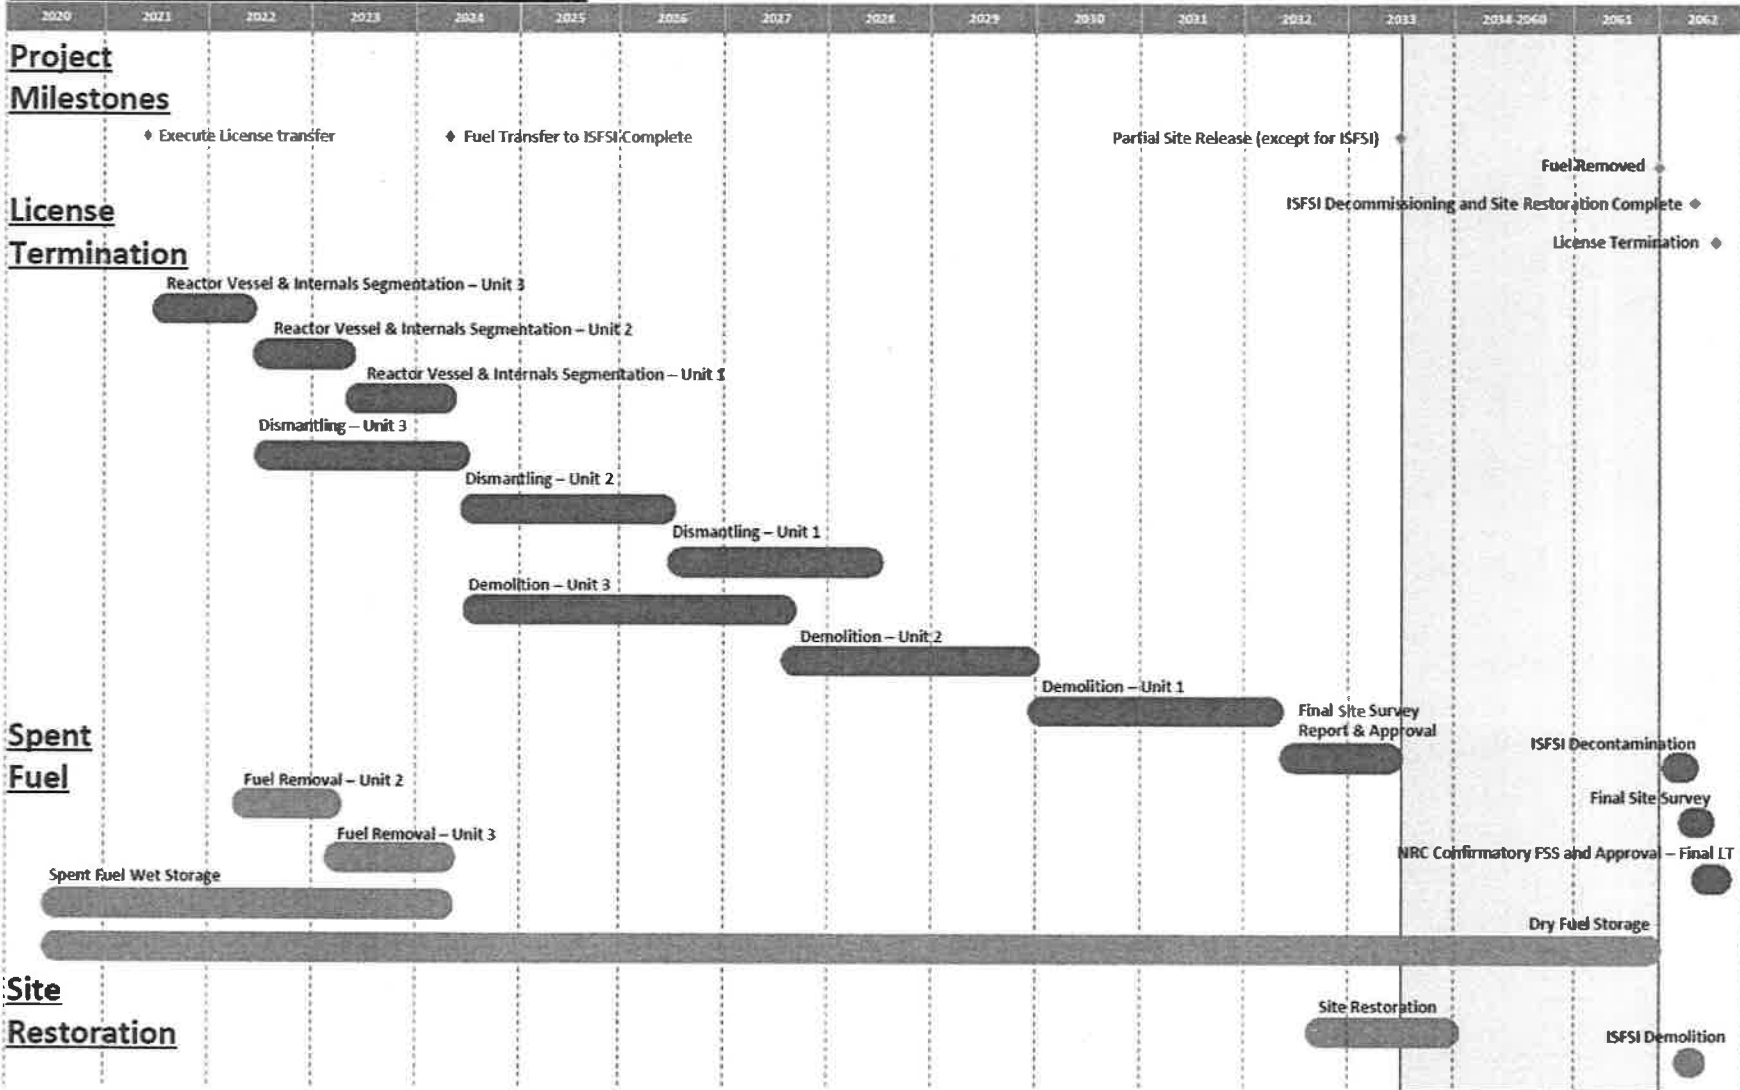 2020 2021 2022 2023 2024 2025 2026 2027 2028 2029 2030 2031 2032 2033 2034-2060 2061 2062
Project
Milestones
Execute License transfer
Fuel Transfer to ISFSI Complete
Partial Site Release (except for ISFSI)
Fuel Removed
License
ISFSI Decommissioning and Site Restoration Complete
Termination
License Termination
Reactor Vessel & Internals Segmentation – Unit 3
Reactor Vessel & Internals Segmentation – Unit 2
Reactor Vessel & Internals Segmentation – Unit 1
Dismantling – Unit 3
Dismantling – Unit 2
Dismantling – Unit 1
Demolition – Unit 3
Demolition – Unit 2
Demolition – Unit 1
Final Site Survey
Report & Approval
Spent
Fuel
ISFSI Decontamination
Fuel Removal – Unit 2
Final Site Survey
Fuel Removal – Unit 3
NRC Confirmatory FSS and Approval – Final LT
Spent Fuel Wet Storage
Dry Fuel Storage
Site
Restoration
Site Restoration
ISFSI Demolition